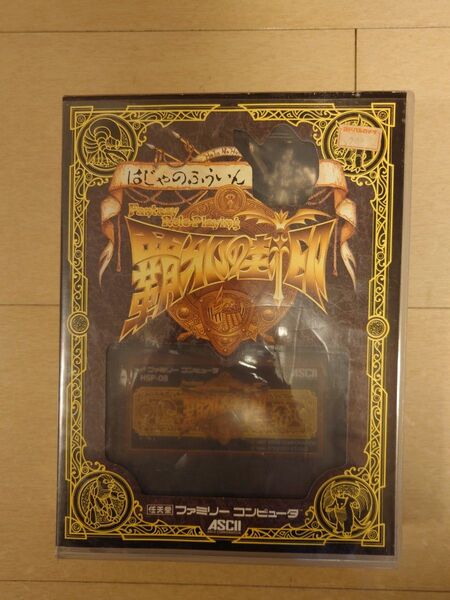 はじゃのふういん
Fantasy
Role Playing
覇邪の封印
ファミリー コンピュータ
HSP-08
ASCII
任天堂 ファミリー コンピュータ
ASCII